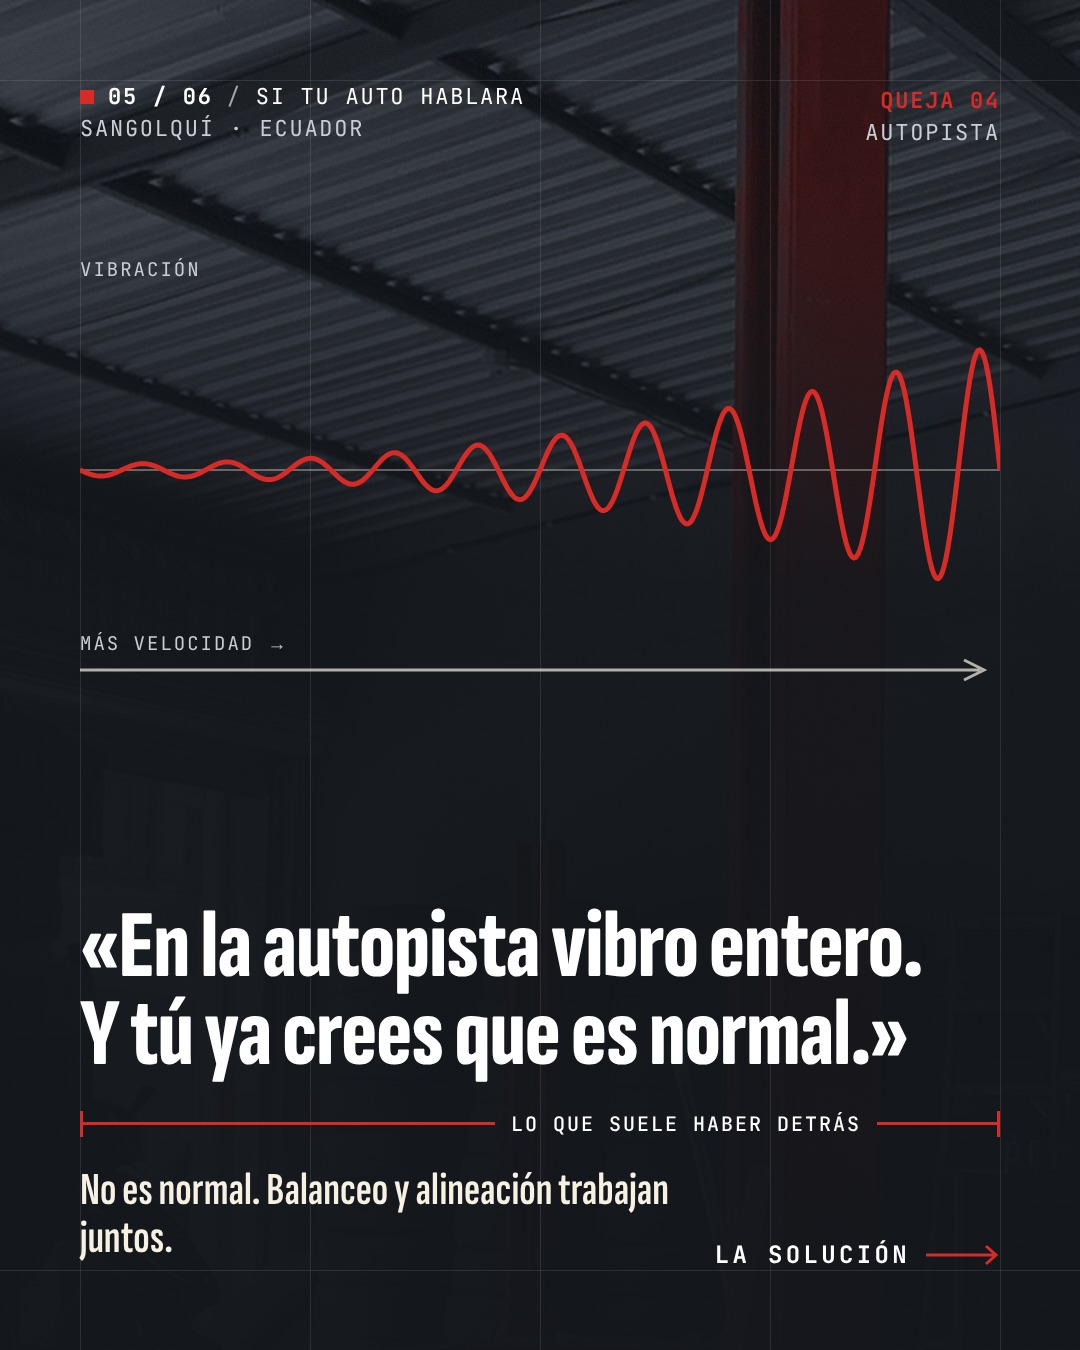 05 / 06 / SI TU AUTO HABLARA
SANGOLQUÍ · ECUADOR
QUEJA 04
AUTOPISTA
VIBRACIÓN
MÁS VELOCIDAD →
«En la autopista vibro entero.
Y tú ya crees que es normal.»
LO QUE SUELE HABER DETRÁS
No es normal. Balanceo y alineación trabajan
juntos.
LA SOLUCIÓN